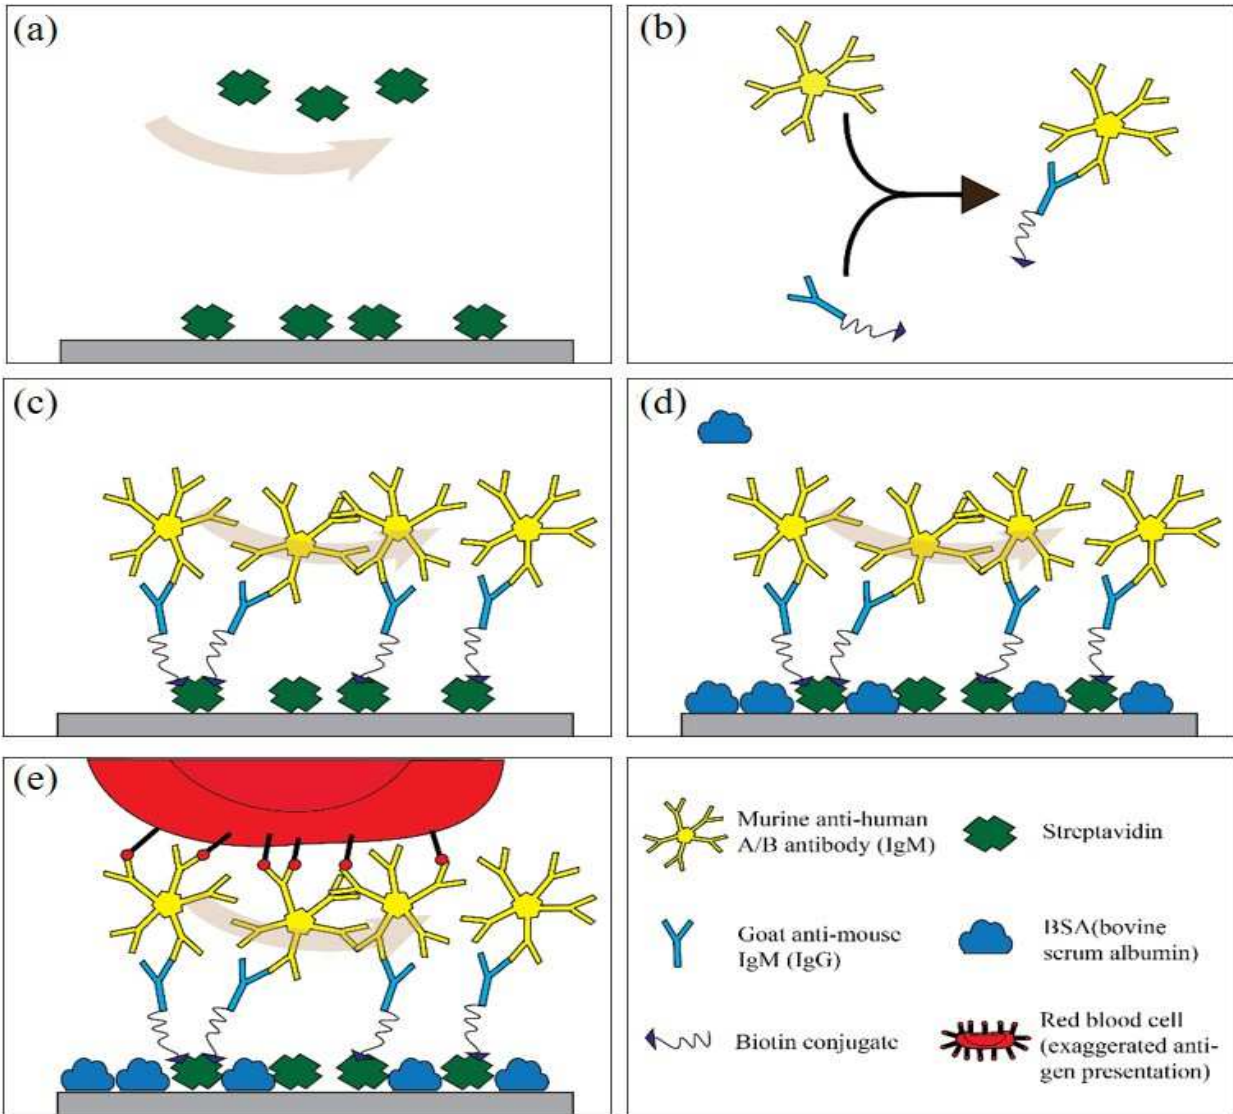 (a)
(b)
(c)
(d)
(e)
Murine anti-human
A/B antibody (IgM)
Streptavidin
Goat anti-mouse
IgM (IgG)
BSA(bovine
serum albumin)
Biotin conjugate
Red blood cell
(exaggerated anti-
gen presentation)